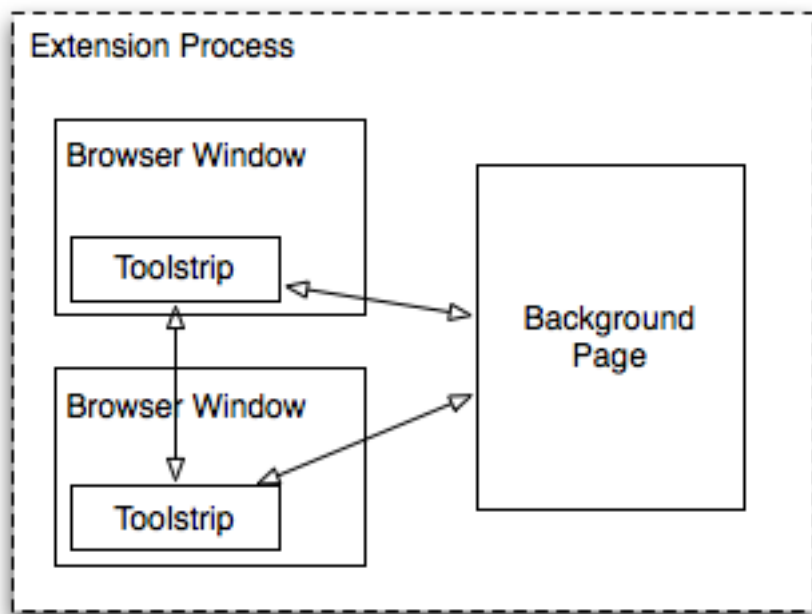 Extension Process
Browser Window
Toolstrip
Background
Page
Browser Window
Toolstrip